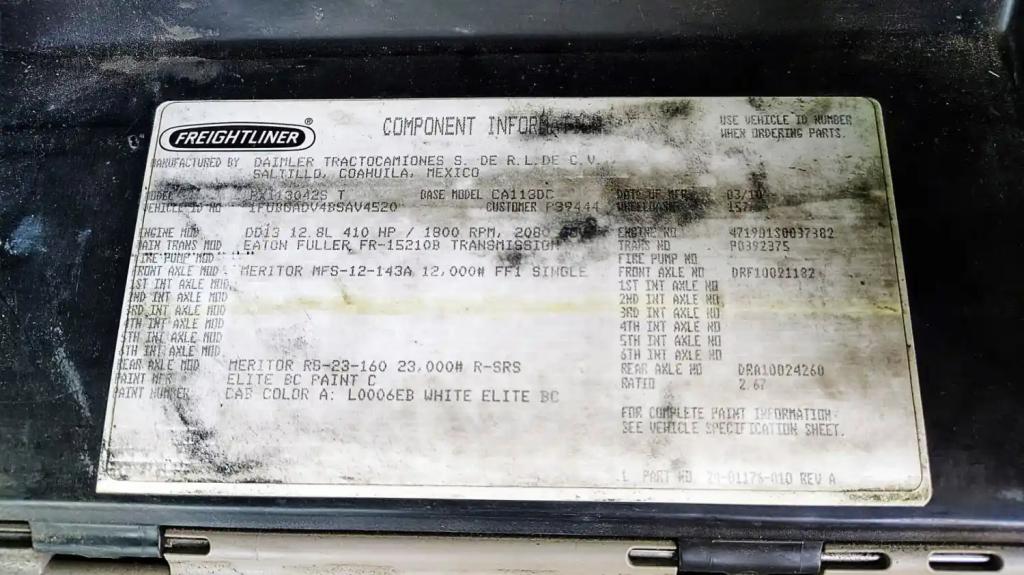 FREIGHTLINER®
COMPONENT INFORMATION
USE VEHICLE ID NUMBER
WHEN ORDERING PARTS.
MANUFACTURED BY DAIMLER TRACTOCAMIONES S. DE R.L.DE C.V.
SALTILLO, COAHUILA, MEXICO
MODEL T BASE MODEL CA113DC DATE OF MFR 03/10
VEHICLE ID NO CUSTOMER F39444 WHEELBASE
ENGINE MOD DD13 12.8L 410 HP / 1800 RPM, 2080 ENGINE NO 471901S0037382
MAIN TRANS MOD EATON FULLER FR-15210B TRANSMISSION TRANS NO P0392375
FIRE PUMP MOD FIRE PUMP NO
FRONT AXLE MOD MERITOR MFS-12-143A 12,000# FF1 SINGLE FRONT AXLE NO DRF10021182
1ST INT AXLE MOD 1ST INT AXLE NO
2ND INT AXLE MOD 2ND INT AXLE NO
3RD INT AXLE MOD 3RD INT AXLE NO
4TH INT AXLE MOD 4TH INT AXLE NO
5TH INT AXLE MOD 5TH INT AXLE NO
6TH INT AXLE MOD 6TH INT AXLE NO
REAR AXLE MOD MERITOR RS-23-160 23,000# R-SRS REAR AXLE NO DRA10024260
PAINT MFR ELITE BC PAINT C RATIO 2.67
PAINT NUMBER CAB COLOR A: L0006EB WHITE ELITE BC
FOR COMPLETE PAINT INFORMATION
SEE VEHICLE SPECIFICATION SHEET.
PART NO 24-01176-010 REV A